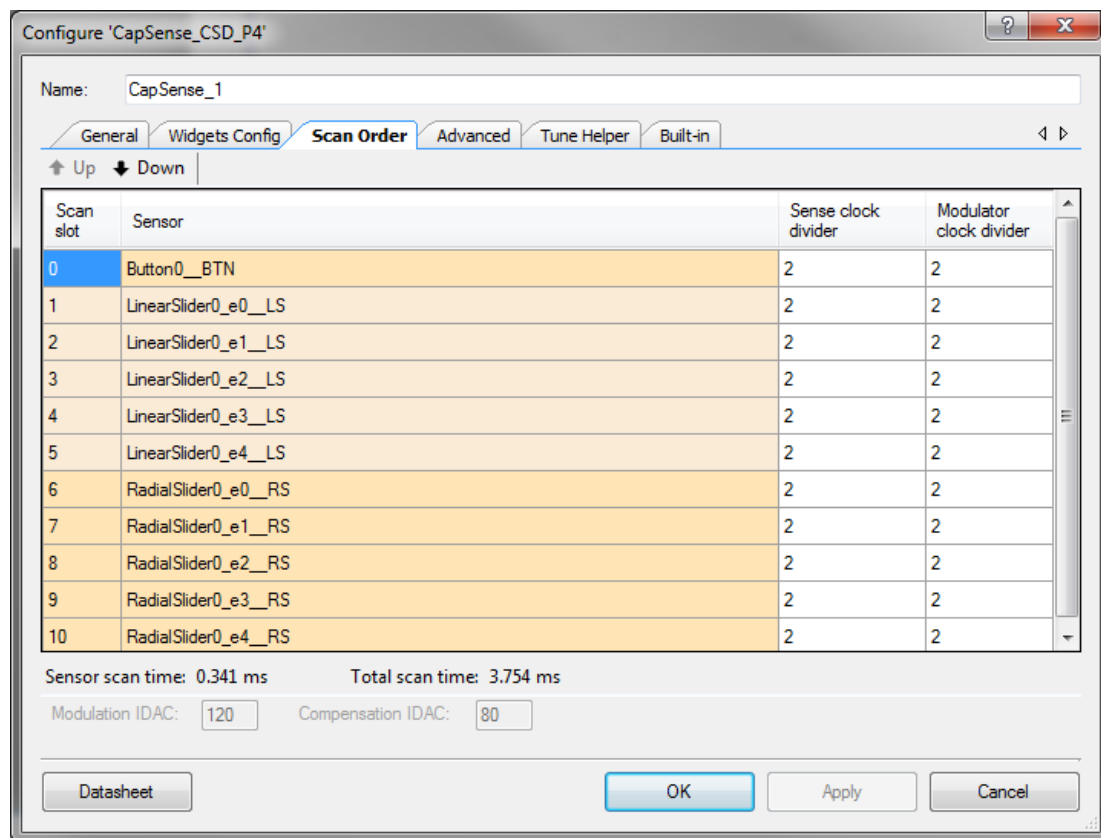 Configure 'CapSense_CSD_P4'
Name: CapSense_1
General Widgets Config Scan Order Advanced Tune Helper Built-in
Up Down
Scan slot Sensor Sense clock divider Modulator clock divider
0 Button0__BTN 2 2
1 LinearSlider0_e0__LS 2 2
2 LinearSlider0_e1__LS 2 2
3 LinearSlider0_e2__LS 2 2
4 LinearSlider0_e3__LS 2 2
5 LinearSlider0_e4__LS 2 2
6 RadialSlider0_e0__RS 2 2
7 RadialSlider0_e1__RS 2 2
8 RadialSlider0_e2__RS 2 2
9 RadialSlider0_e3__RS 2 2
10 RadialSlider0_e4__RS 2 2
Sensor scan time: 0.341 ms Total scan time: 3.754 ms
Modulation IDAC: 120 Compensation IDAC: 80
Datasheet OK Apply Cancel